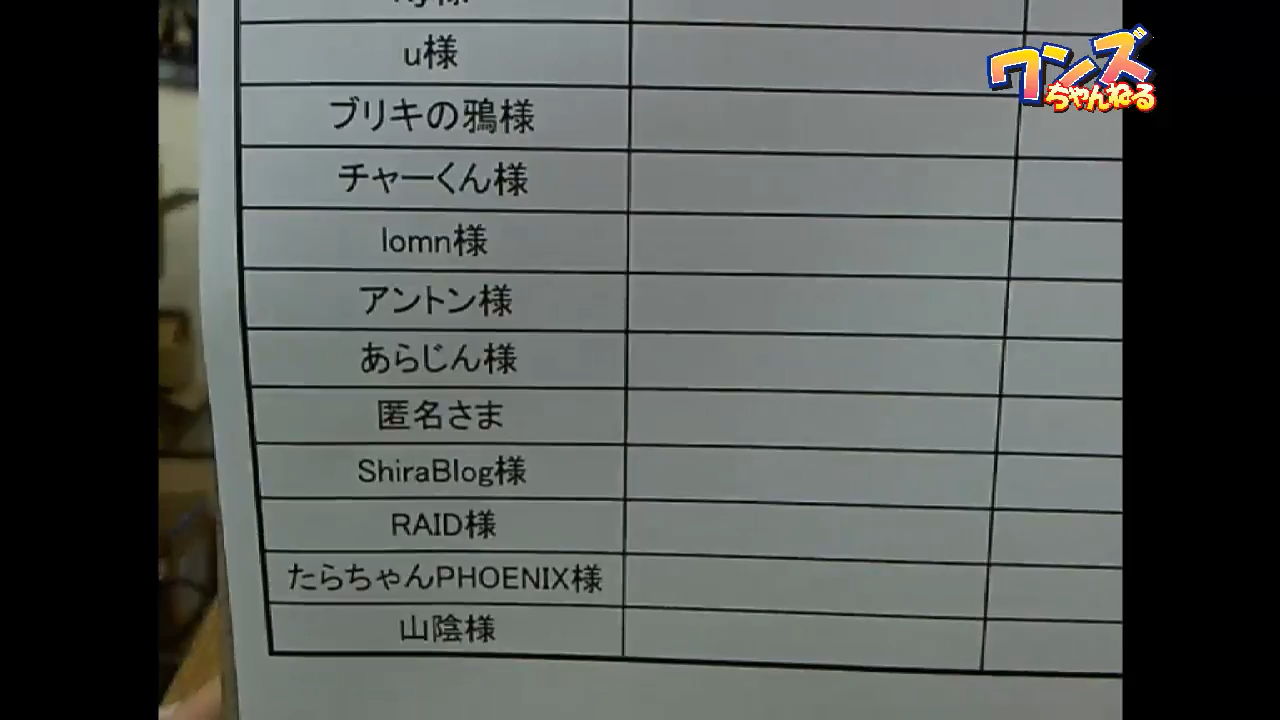 u様
ブリキの鴉様
チャーくん様
lomn様
アントン様
あらじん様
匿名さま
ShiraBlog様
RAID様
たらちゃんPHOENIX様
山陰様
ワンズ
ちゃんねる